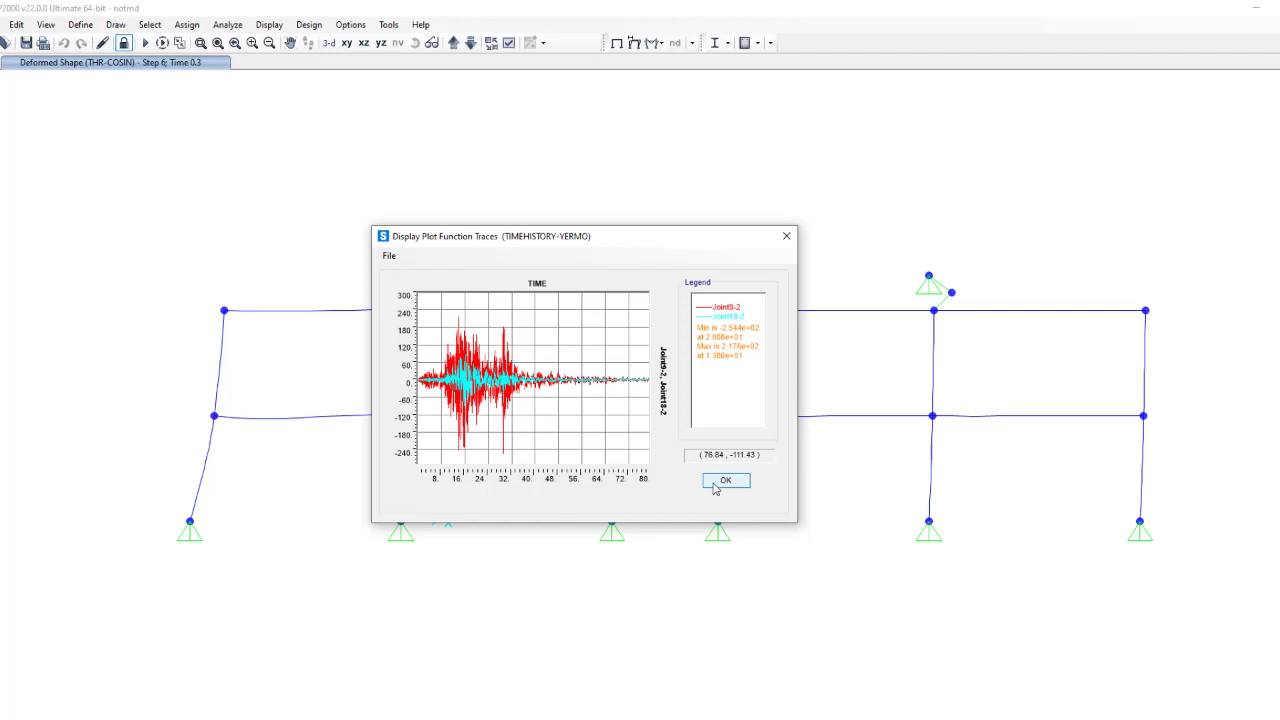 P2000 v22.0.0 Ultimate 64-bit - notmd
Edit View Define Draw Select Assign Analyze Display Design Options Tools Help
3-d xy xz yz nv nd
Deformed Shape (THR-COSIN) - Step 6; Time 0.3
Display Plot Function Traces (TIMEHISTORY-YERMO)
File
TIME
300.
240.
180.
120.
60.
0.
-60.
-120.
-180.
-240.
8. 16. 24. 32. 40. 48. 56. 64. 72. 80.
Joint9-2, Joint18-2
Legend
Joint9-2
Joint18-2
Min is -2.544e+02
at 2.908e+01
Max is 2.176e+02
at 1.380e+01
( 76.84 , -111.43 )
OK